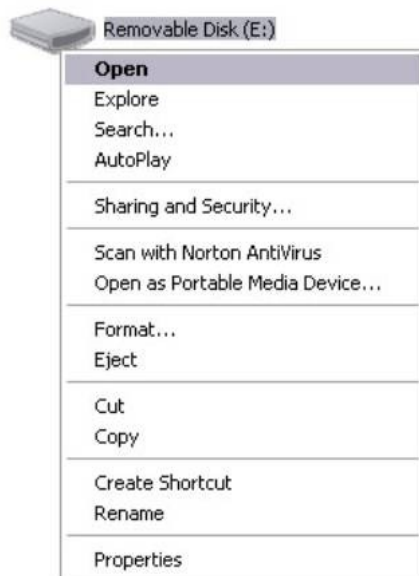 Removable Disk (E:)
Open
Explore
Search...
AutoPlay
Sharing and Security...
Scan with Norton AntiVirus
Open as Portable Media Device...
Format...
Eject
Cut
Copy
Create Shortcut
Rename
Properties